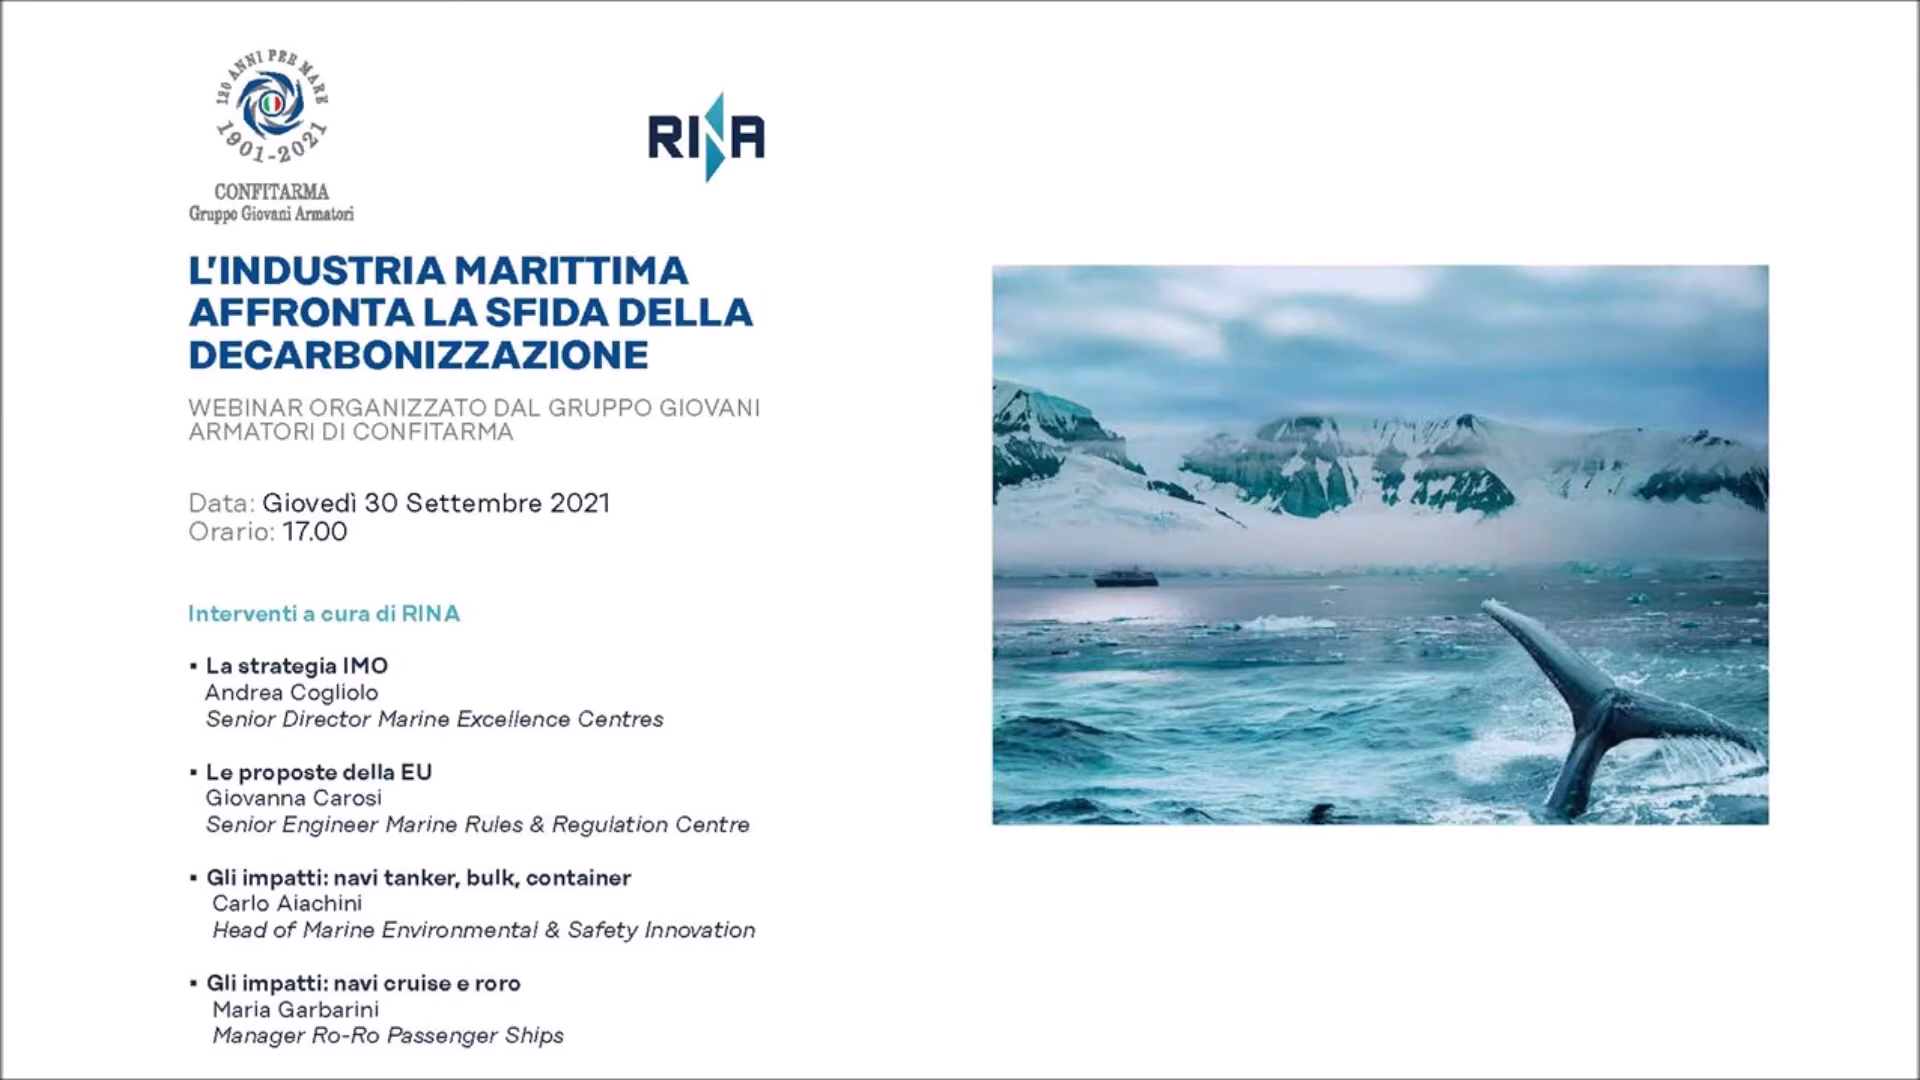 120 ANNI PER MARE
1901-2021
CONFITARMA
Gruppo Giovani Armatori
RINA
L'INDUSTRIA MARITTIMA
AFFRONTA LA SFIDA DELLA
DECARBONIZZAZIONE
WEBINAR ORGANIZZATO DAL GRUPPO GIOVANI
ARMATORI DI CONFITARMA
Data: Giovedì 30 Settembre 2021
Orario: 17.00
Interventi a cura di RINA
▪ La strategia IMO
Andrea Cogliolo
Senior Director Marine Excellence Centres
▪ Le proposte della EU
Giovanna Carosi
Senior Engineer Marine Rules & Regulation Centre
▪ Gli impatti: navi tanker, bulk, container
Carlo Aiachini
Head of Marine Environmental & Safety Innovation
▪ Gli impatti: navi cruise e roro
Maria Garbarini
Manager Ro-Ro Passenger Ships